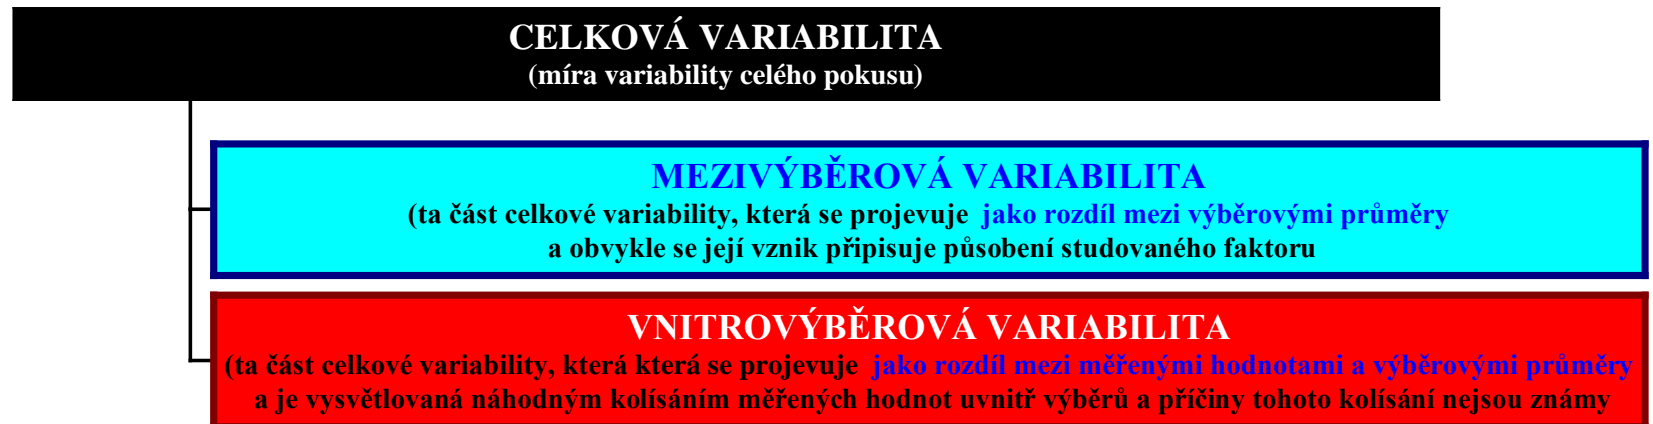 CELKOVÁ VARIABILITA
(míra variability celého pokusu)
MEZIVÝBĚROVÁ VARIABILITA
(ta část celkové variability, která se projevuje jako rozdíl mezi výběrovými průměry
a obvykle se její vznik připisuje působení studovaného faktoru
VNITROVÝBĚROVÁ VARIABILITA
(ta část celkové variability, která která se projevuje jako rozdíl mezi měřenými hodnotami a výběrovými průměry
a je vysvětlovaná náhodným kolísáním měřených hodnot uvnitř výběrů a příčiny tohoto kolísání nejsou známy